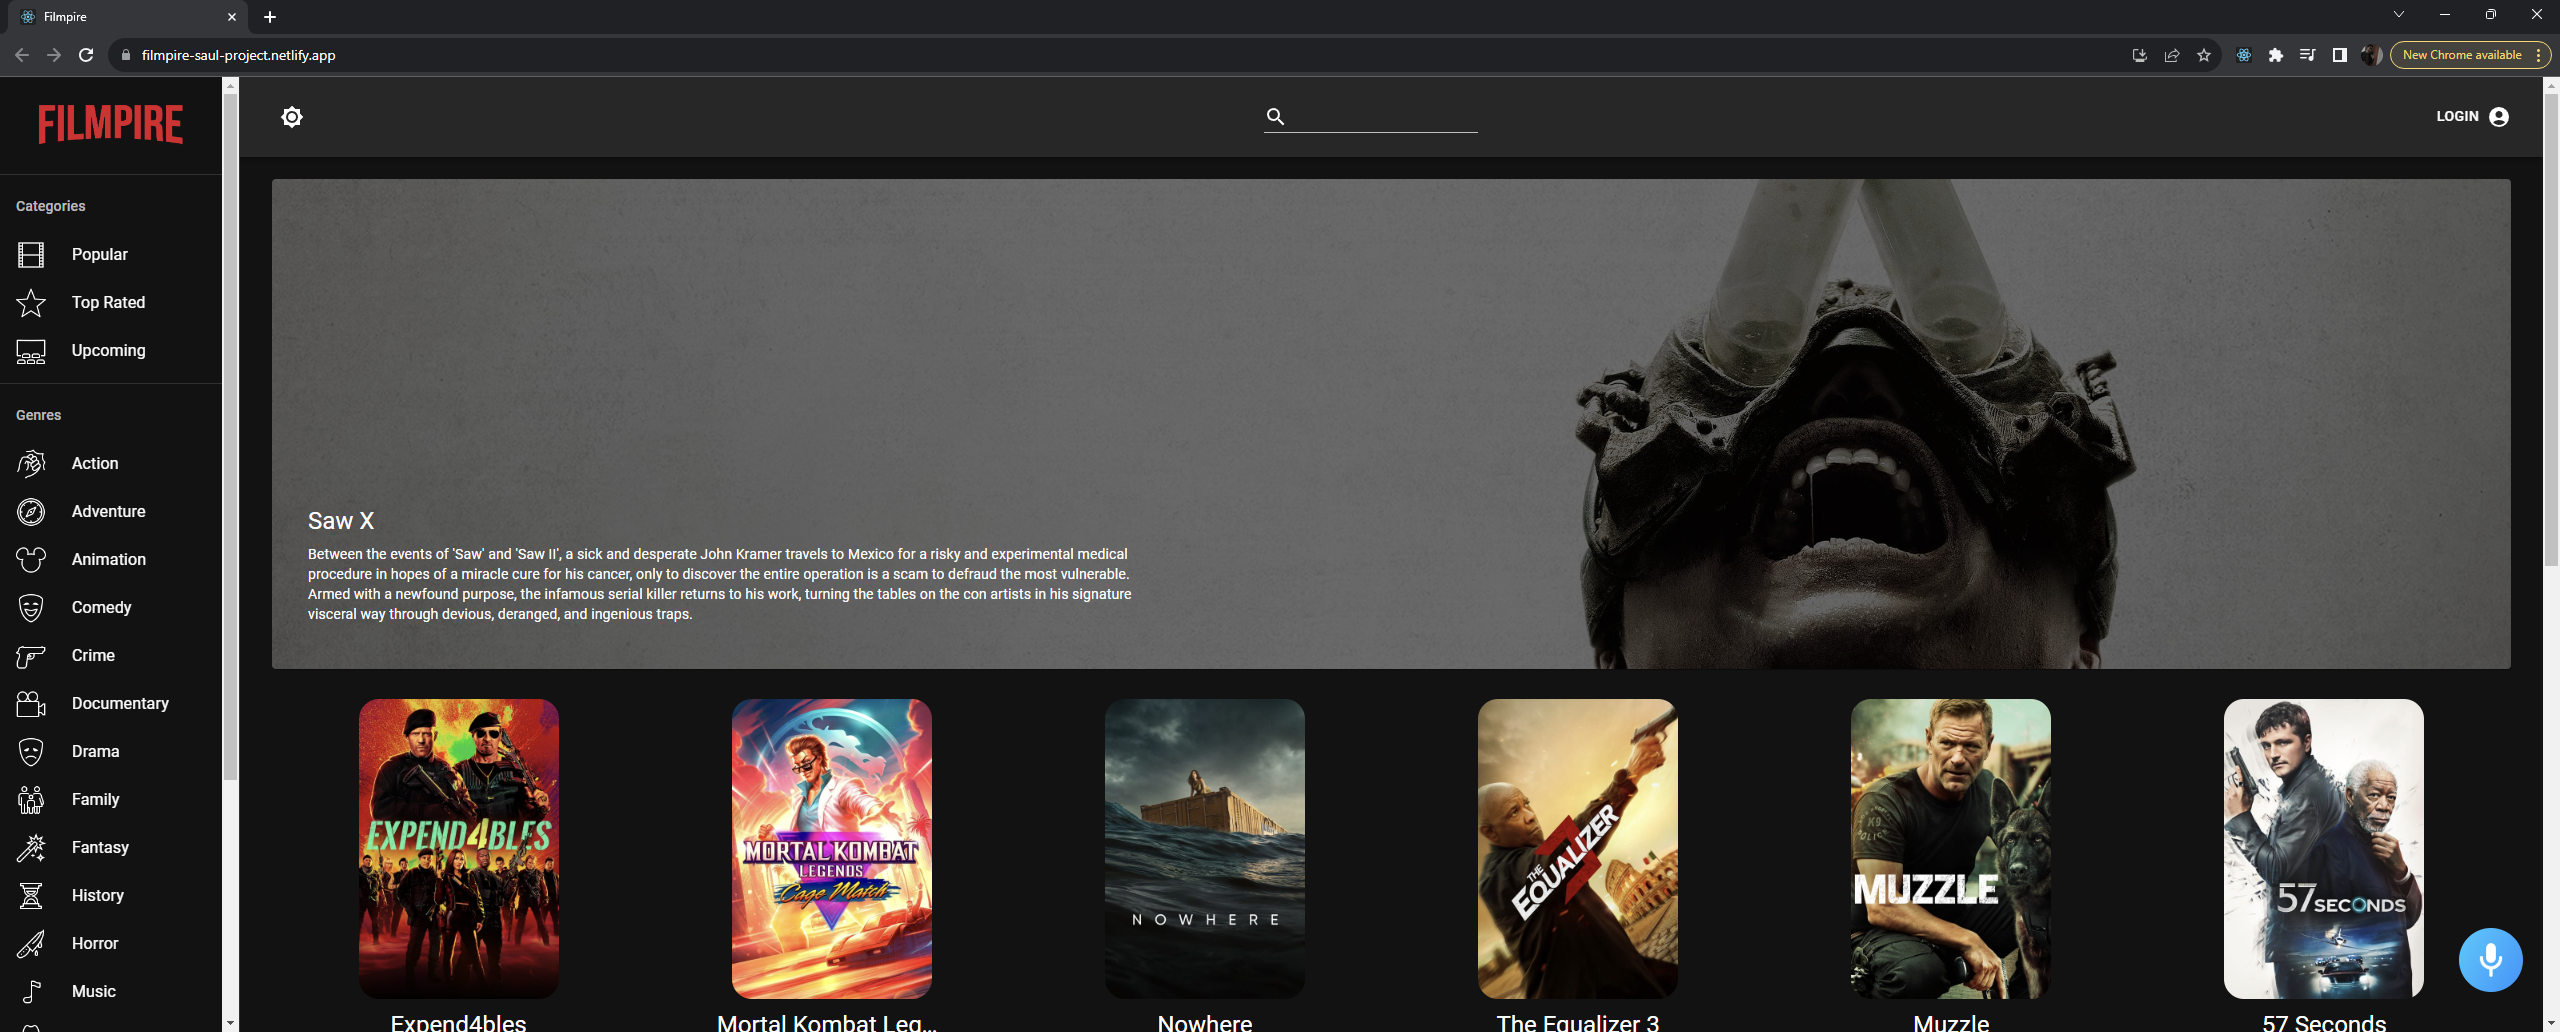 Filmpire
filmpire-saul-project.netlify.app
New Chrome available
FILMPIRE
LOGIN
Categories
Popular
Top Rated
Upcoming
Genres
Action
Adventure
Animation
Comedy
Crime
Documentary
Drama
Family
Fantasy
History
Horror
Music
Saw X
Between the events of 'Saw' and 'Saw II', a sick and desperate John Kramer travels to Mexico for a risky and experimental medical
procedure in hopes of a miracle cure for his cancer, only to discover the entire operation is a scam to defraud the most vulnerable.
Armed with a newfound purpose, the infamous serial killer returns to his work, turning the tables on the con artists in his signature
visceral way through devious, deranged, and ingenious traps.
EXPEND4BLES
MORTAL KOMBAT
LEGENDS
Cage Match
NOWHERE
THE
EQUALIZER
3
K9
POLICE
MUZZLE
57 SECONDS
Expend4bles
Mortal Kombat Leg...
Nowhere
The Equalizer 3
Muzzle
57 Seconds